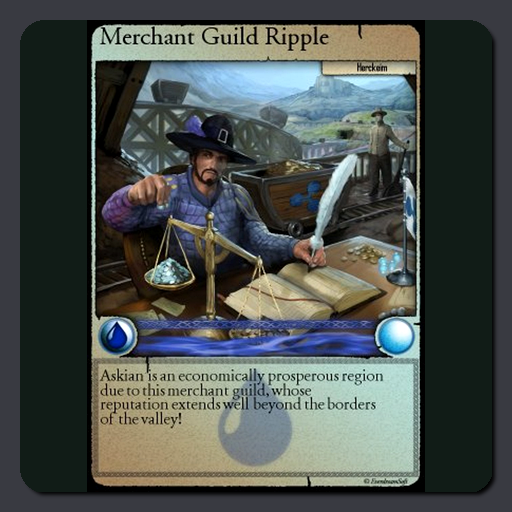 Merchant Guild Ripple
Herckeim
Askian is an economically prosperous region
due to this merchant guild, whose
reputation extends well beyond the borders
of the valley!
© EverdreamSoft